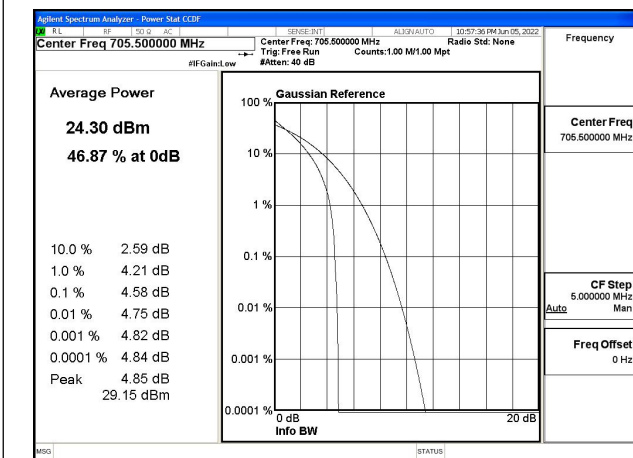 Agilent Spectrum Analyzer - Power Stat CCDF
RL RF 50 Ω AC SENSE:INT ALIGNAUTO 10:57:36 PM Jun 05, 2022
Center Freq 705.500000 MHz
Center Freq: 705.500000 MHz Radio Std: None
Trig: Free Run Counts:1.00 M/1.00 Mpt
#IFGain:Low #Atten: 40 dB
Frequency
Average Power
24.30 dBm
46.87 % at 0dB
10.0 % 2.59 dB
1.0 % 4.21 dB
0.1 % 4.58 dB
0.01 % 4.75 dB
0.001 % 4.82 dB
0.0001 % 4.84 dB
Peak 4.85 dB
29.15 dBm
Gaussian Reference
100 %
10 %
1 %
0.1 %
0.01 %
0.001 %
0.0001 %
0 dB 20 dB
Info BW
Center Freq
705.500000 MHz
CF Step
5.000000 MHz
Auto Man
Freq Offset
0 Hz
MSG STATUS